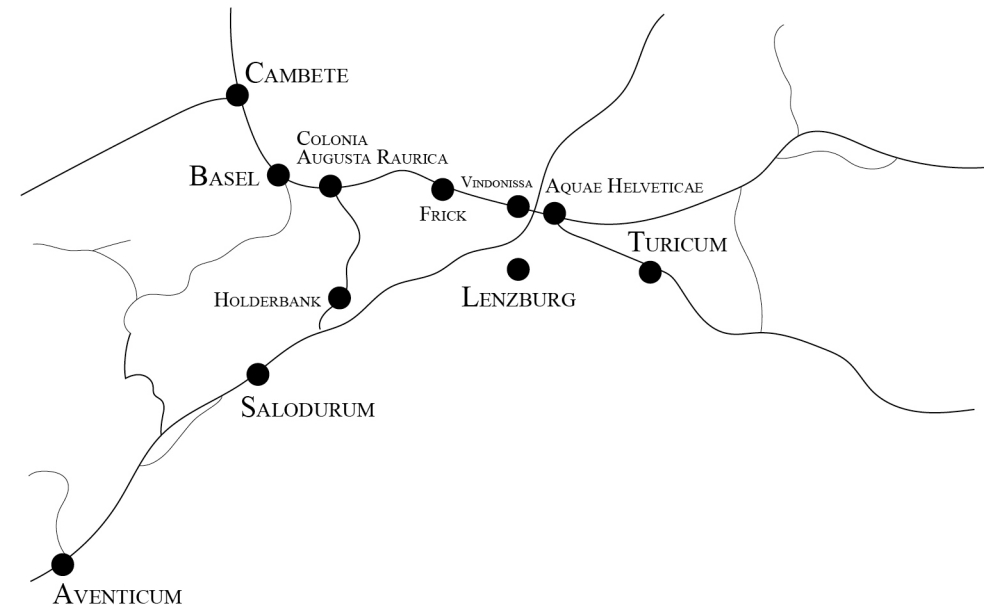 Cambete
Colonia
Augusta Raurica
Basel
Frick
Vindonissa
Aquae Helveticae
Turicum
Lenzburg
Holderbank
Salodurum
Aventicum